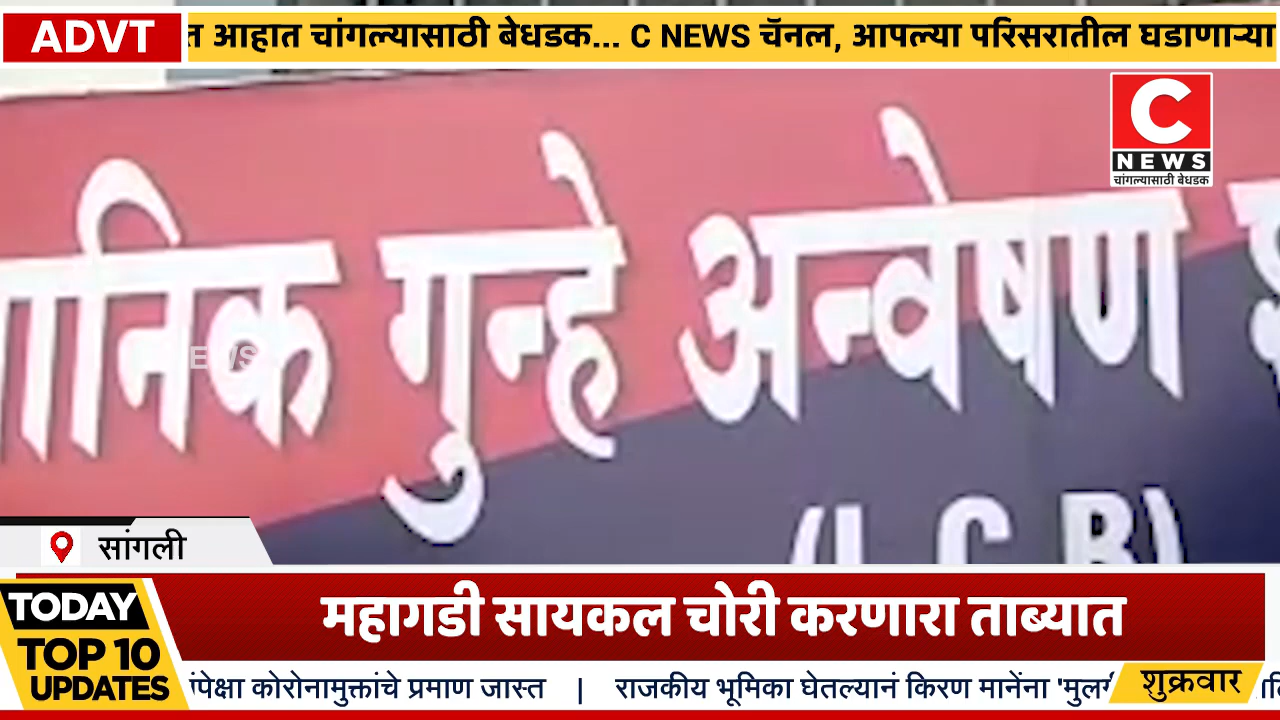 ADVT
आहात चांगल्यासाठी बेधडक... C NEWS चॅनल, आपल्या परिसरातील घडाणाऱ्या
C
NEWS
चांगल्यासाठी बेधडक
गुन्हे अन्वेषण
(L.C.B)
सांगली
महागडी सायकल चोरी करणारा ताब्यात
TODAY
TOP 10
UPDATES
कोरोनामुक्तांचे प्रमाण जास्त | राजकीय भूमिका घेतल्यानं किरण मानेंना
शुक्रवार